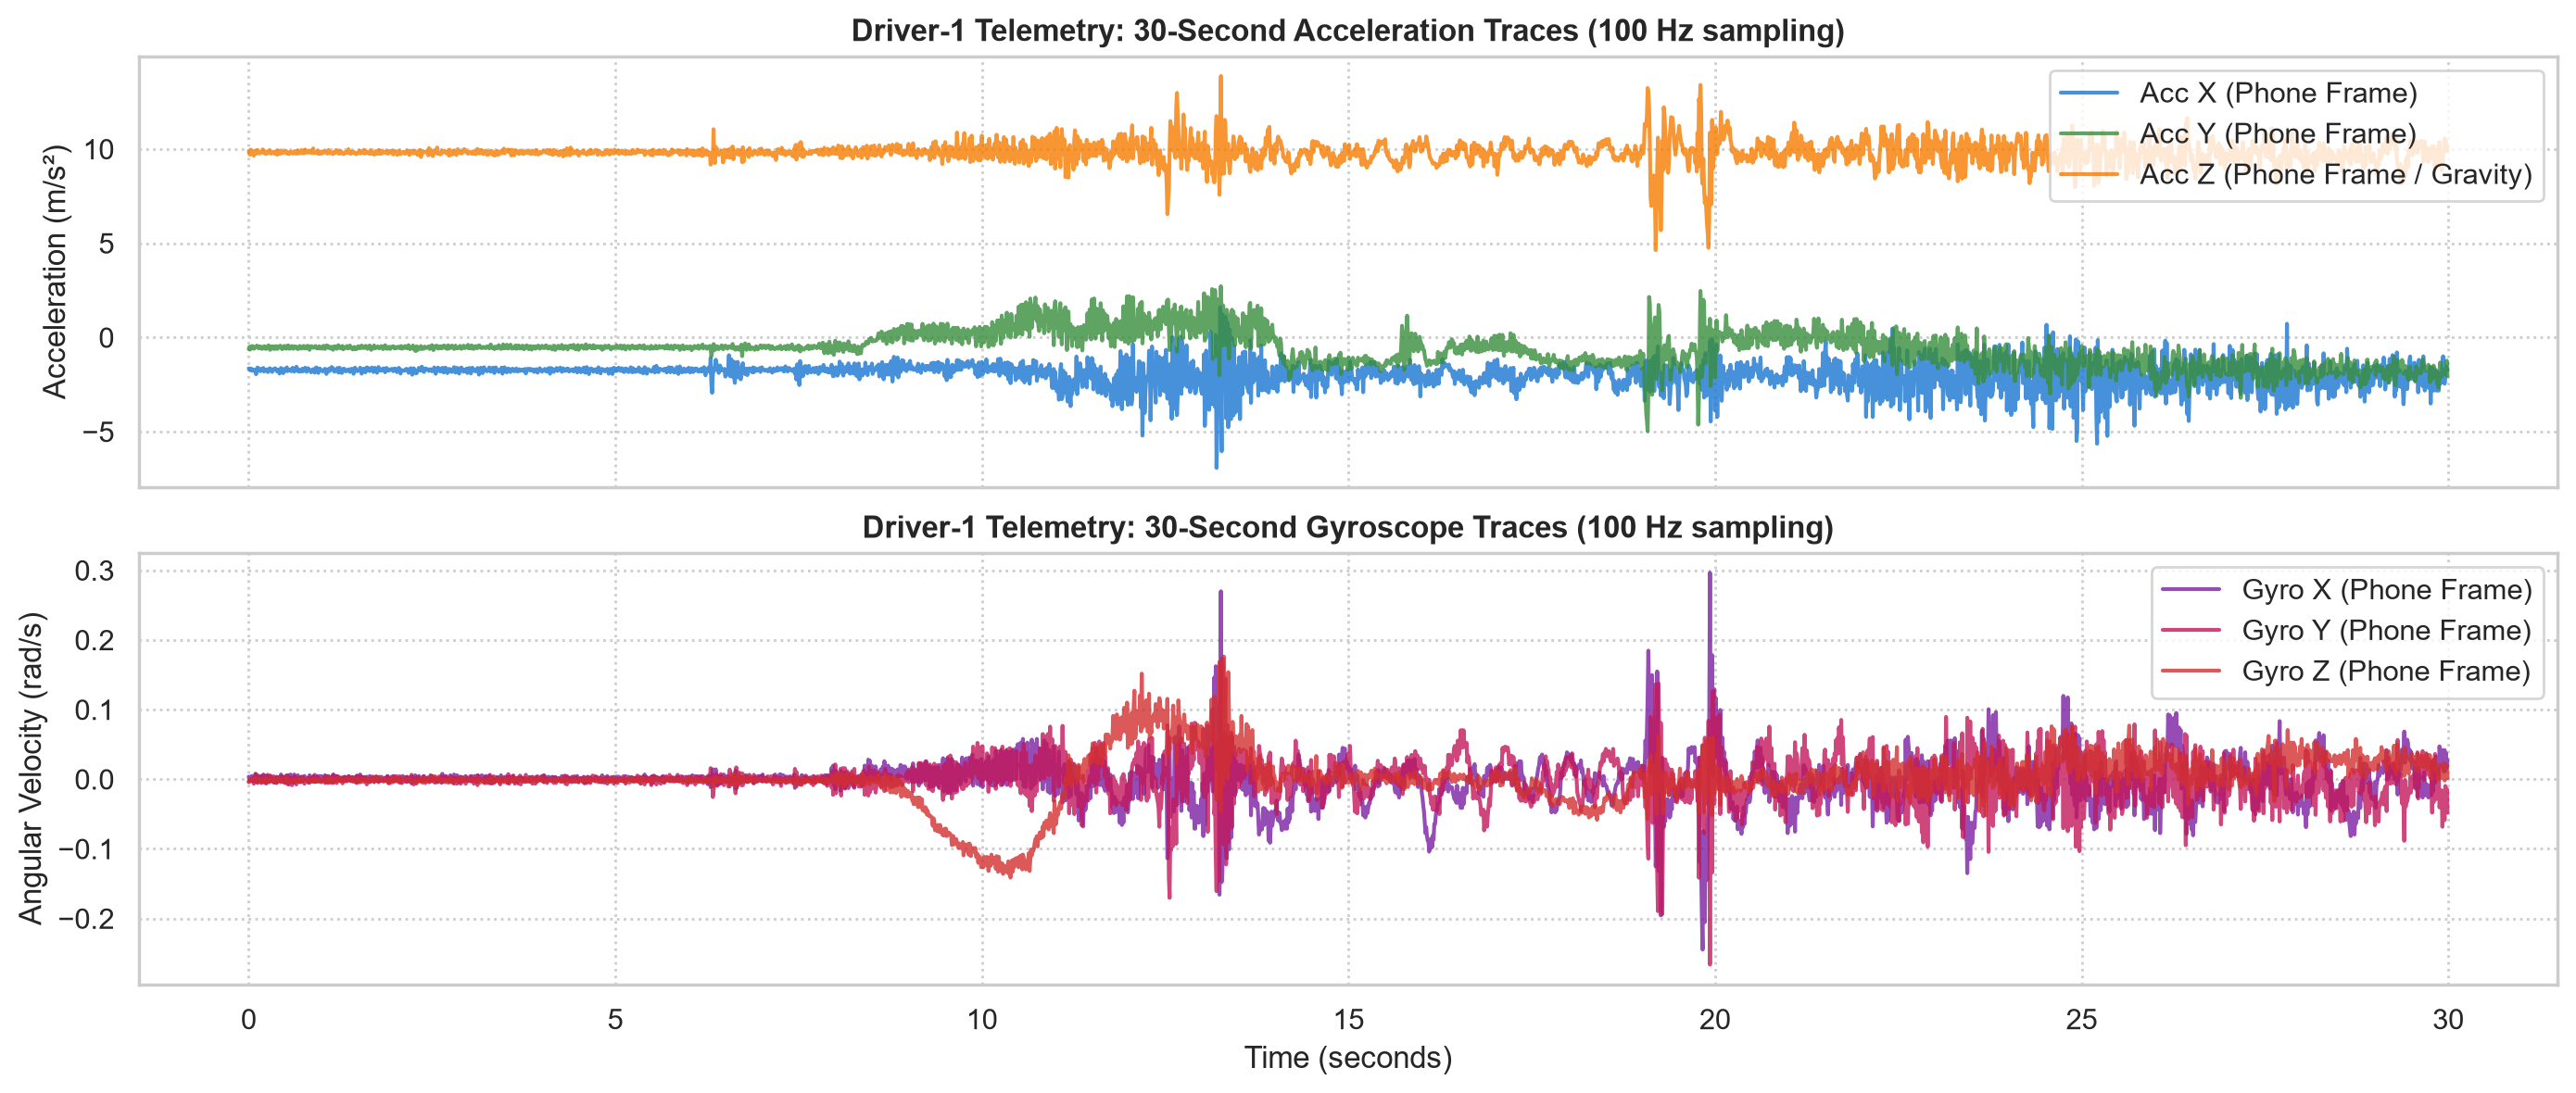 Driver-1 Telemetry: 30-Second Acceleration Traces (100 Hz sampling)
Acceleration (m/s²)
10
5
0
−5
Acc X (Phone Frame)
Acc Y (Phone Frame)
Acc Z (Phone Frame / Gravity)
Driver-1 Telemetry: 30-Second Gyroscope Traces (100 Hz sampling)
Angular Velocity (rad/s)
0.3
0.2
0.1
0.0
−0.1
−0.2
Gyro X (Phone Frame)
Gyro Y (Phone Frame)
Gyro Z (Phone Frame)
0 5 10 15 20 25 30
Time (seconds)